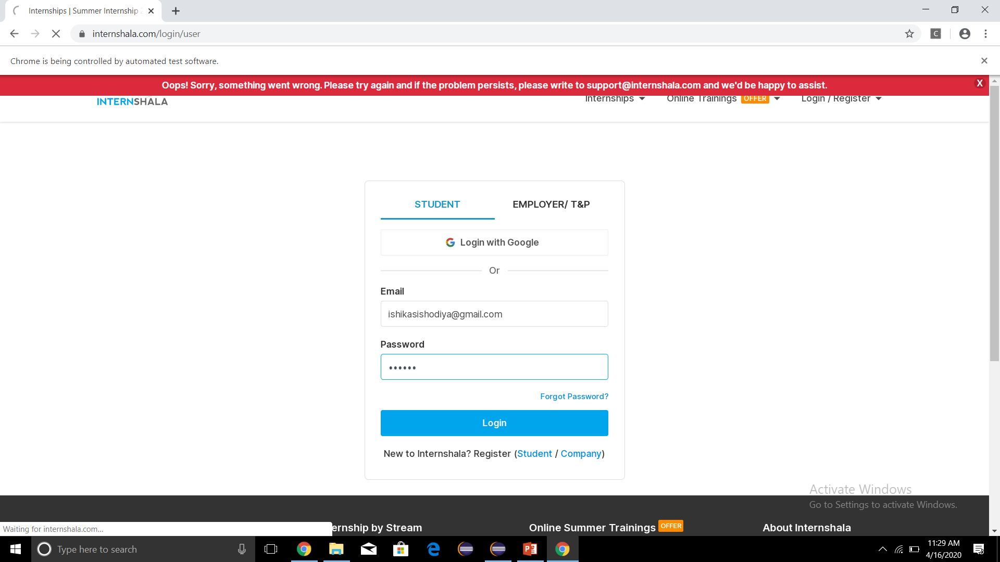 Internships | Summer Internship
internshala.com/login/user
C
Chrome is being controlled by automated test software.
Oops! Sorry, something went wrong. Please try again and if the problem persists, please write to support@internshala.com and we'd be happy to assist.
X
INTERNSHALA
Internships
Online Trainings OFFER
Login / Register
STUDENT
EMPLOYER/ T&P
Login with Google
Or
Email
ishikasishodiya@gmail.com
Password
••••••
Forgot Password?
Login
New to Internshala? Register (Student / Company)
Activate Windows
Go to Settings to activate Windows.
ernship by Stream
Online Summer Trainings OFFER
About Internshala
Waiting for internshala.com...
Type here to search
11:29 AM
4/16/2020